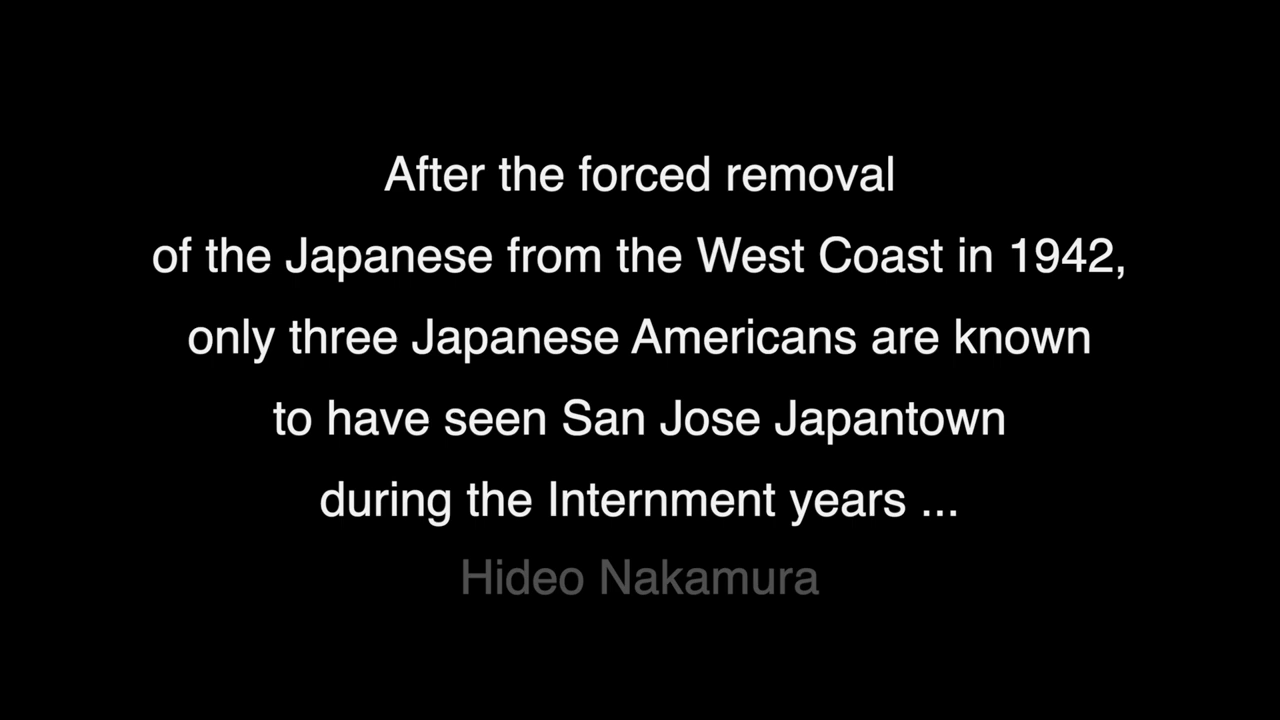 After the forced removal
of the Japanese from the West Coast in 1942,
only three Japanese Americans are known
to have seen San Jose Japantown
during the Internment years ...
Hideo Nakamura